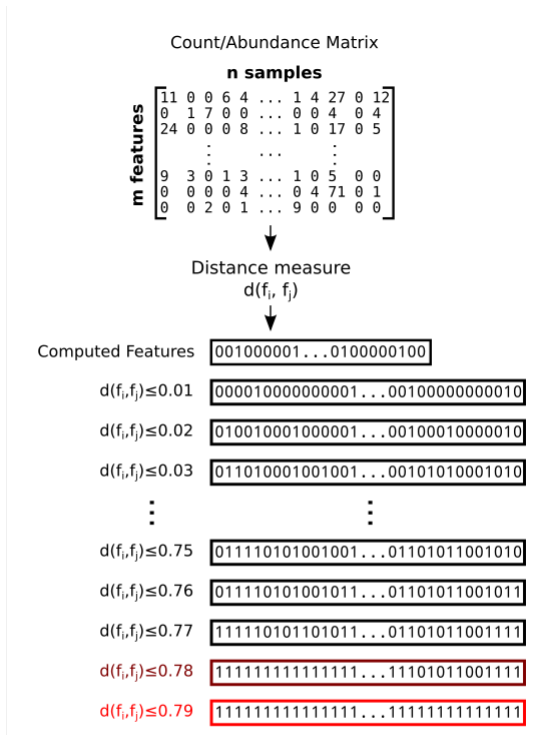 Count/Abundance Matrix
n samples
m features
11 0 0 6 4 ... 1 4 27 0 12
0 1 7 0 0 ... 0 0 4 0 4
24 0 0 0 8 ... 1 0 17 0 5
⋮ ... ⋮
9 3 0 1 3 ... 1 0 5 0 0
0 0 0 0 4 ... 0 4 71 0 1
0 0 2 0 1 ... 9 0 0 0 0
Distance measure
d(fi, fj)
Computed Features 001000001...0100000100
d(fi,fj)≤0.01 000010000000001...00100000000010
d(fi,fj)≤0.02 010010001000001...00100010000010
d(fi,fj)≤0.03 011010001001001...00101010001010
⋮ ⋮
d(fi,fj)≤0.75 011110101001001...01101011001010
d(fi,fj)≤0.76 011110101001011...01101011001011
d(fi,fj)≤0.77 111110101101011...01101011001111
d(fi,fj)≤0.78 111111111111111...11101011001111
d(fi,fj)≤0.79 111111111111111...11111111111111